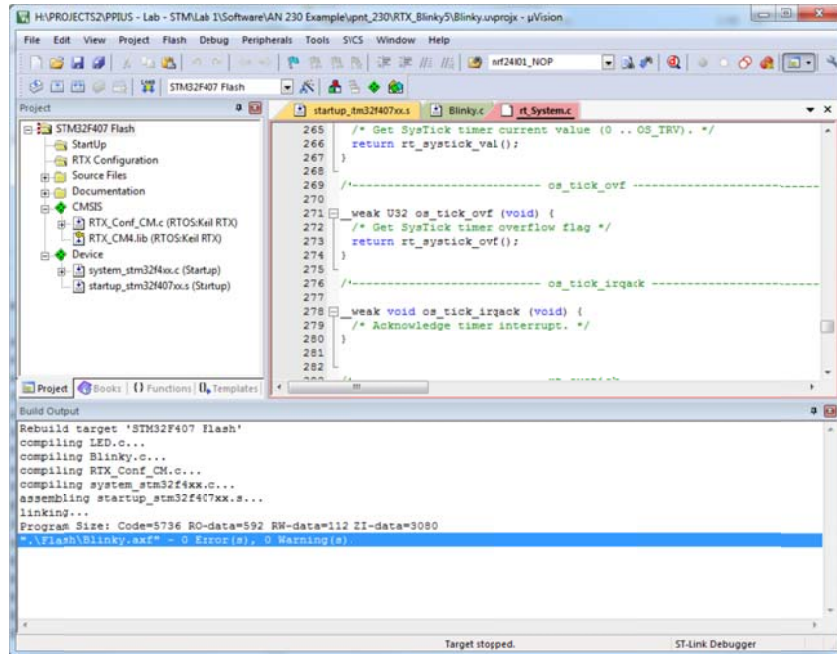 H:\PROJECTS2\PPIUS - Lab - STM\Lab 1\Software\AN 230 Example\upnt_230\RTX_Blinky5\Blinky.uvprojx - µVision
File Edit View Project Flash Debug Peripherals Tools SVCS Window Help
nrf24l01_NOP
LOAD STM32F407 Flash
Project
STM32F407 Flash
StartUp
RTX Configuration
Source Files
Documentation
CMSIS
RTX_Conf_CM.c (RTOS:Keil RTX)
RTX_CM4.lib (RTOS:Keil RTX)
Device
system_stm32f4xx.c (Startup)
startup_stm32f407xx.s (Startup)
Project Books {} Functions Templates
startup_stm32f407xx.s Blinky.c rt_System.c
265 /* Get SysTick timer current value (0 .. OS_TRV). */
266 return rt_systick_val();
267 }
268
269 /*--------------------------- os_tick_ovf ---------------------------
270
271 __weak U32 os_tick_ovf (void) {
272 /* Get SysTick timer overflow flag */
273 return rt_systick_ovf();
274 }
275
276 /*--------------------------- os_tick_irqack ---------------------------
277
278 __weak void os_tick_irqack (void) {
279 /* Acknowledge timer interrupt. */
280 }
281
282
Build Output
Rebuild target 'STM32F407 Flash'
compiling LED.c...
compiling Blinky.c...
compiling RTX_Conf_CM.c...
compiling system_stm32f4xx.c...
assembling startup_stm32f407xx.s...
linking...
Program Size: Code=5736 RO-data=592 RW-data=112 ZI-data=3080
".\Flash\Blinky.axf" - 0 Error(s), 0 Warning(s).
Target stopped. ST-Link Debugger